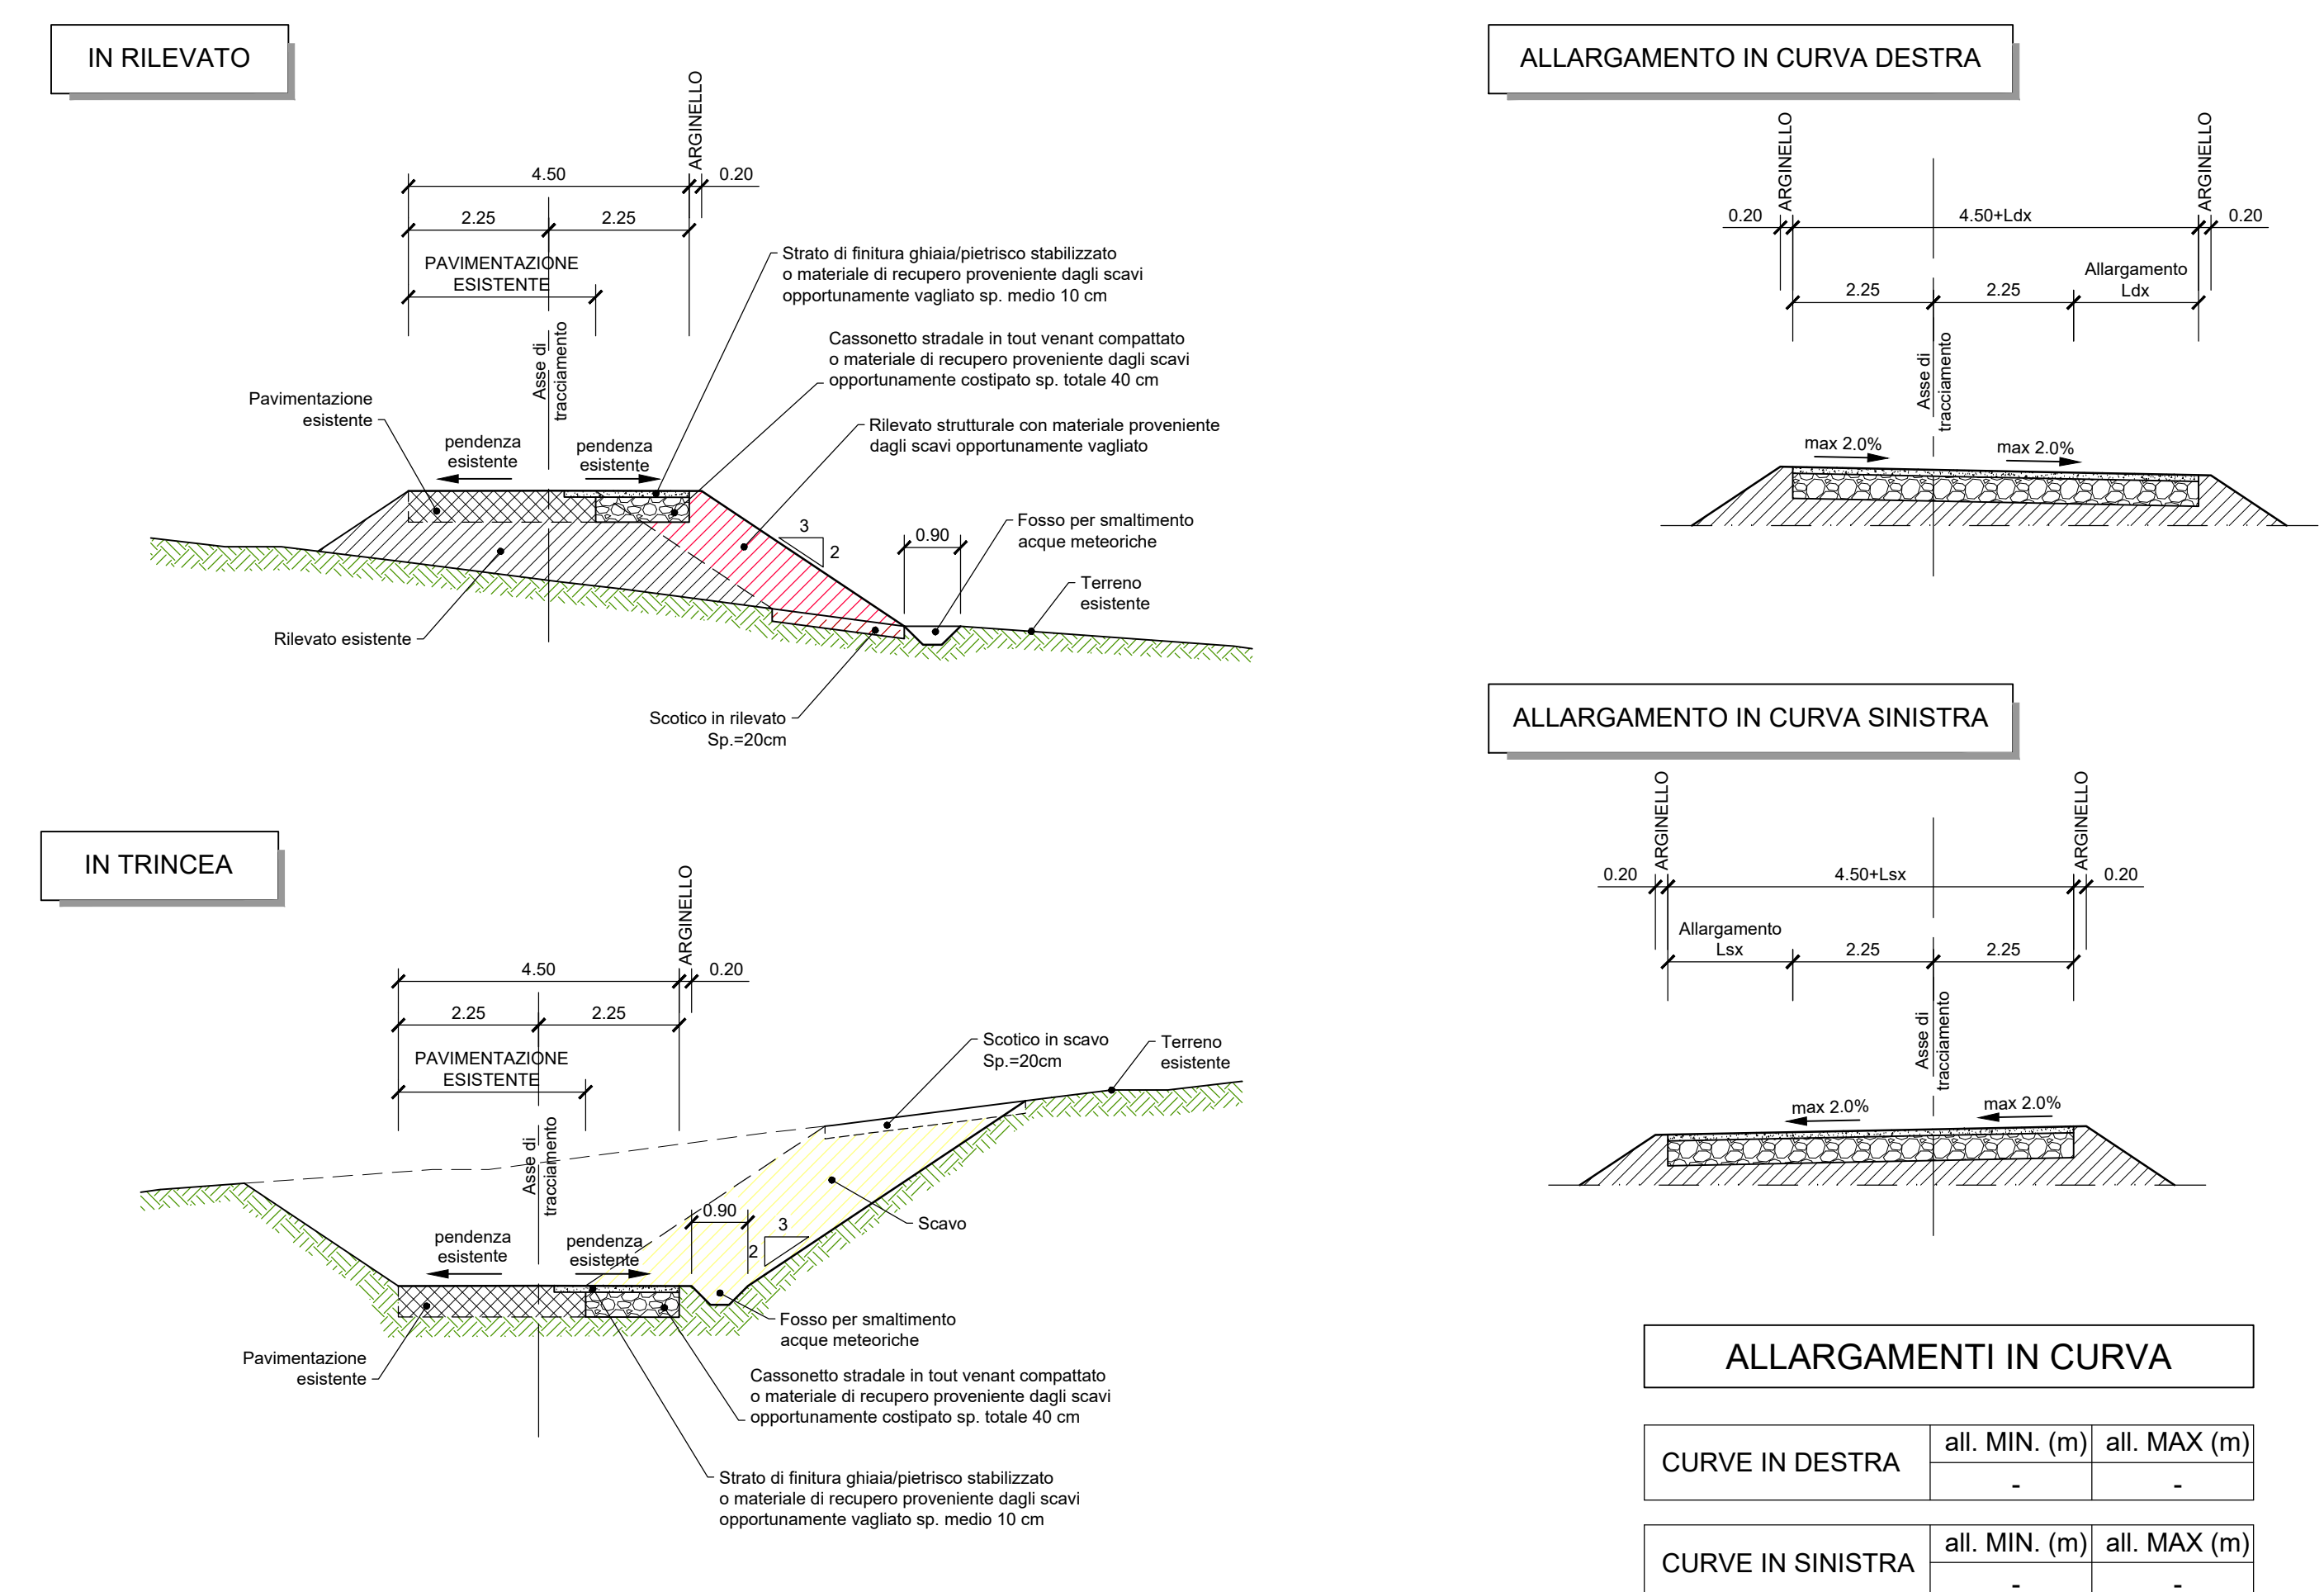 IN RILEVATO
ARGINELLO
4.50
0.20
2.25
2.25
PAVIMENTAZIONE
ESISTENTE
Asse di
tracciamento
Strato di finitura ghiaia/pietrisco stabilizzato
o materiale di recupero proveniente dagli scavi
opportunamente vagliato sp. medio 10 cm
Cassonetto stradale in tout venant compattato
o materiale di recupero proveniente dagli scavi
opportunamente costipato sp. totale 40 cm
Rilevato strutturale con materiale proveniente
dagli scavi opportunamente vagliato
Pavimentazione
esistente
pendenza
esistente
pendenza
esistente
3
2
0.90
Fosso per smaltimento
acque meteoriche
Terreno
esistente
Rilevato esistente
Scotico in rilevato
Sp.=20cm
IN TRINCEA
ARGINELLO
4.50
0.20
2.25
2.25
PAVIMENTAZIONE
ESISTENTE
Asse di
tracciamento
Scotico in scavo
Sp.=20cm
Terreno
esistente
0.90
3
2
Scavo
pendenza
esistente
pendenza
esistente
Fosso per smaltimento
acque meteoriche
Pavimentazione
esistente
Cassonetto stradale in tout venant compattato
o materiale di recupero proveniente dagli scavi
opportunamente costipato sp. totale 40 cm
Strato di finitura ghiaia/pietrisco stabilizzato
o materiale di recupero proveniente dagli scavi
opportunamente vagliato sp. medio 10 cm
ALLARGAMENTO IN CURVA DESTRA
ARGINELLO
ARGINELLO
0.20
4.50+Ldx
0.20
2.25
2.25
Allargamento
Ldx
Asse di
tracciamento
max 2.0%
max 2.0%
ALLARGAMENTO IN CURVA SINISTRA
ARGINELLO
ARGINELLO
0.20
4.50+Lsx
0.20
Allargamento
Lsx
2.25
2.25
Asse di
tracciamento
max 2.0%
max 2.0%
ALLARGAMENTI IN CURVA
CURVE IN DESTRA
all. MIN. (m)
all. MAX (m)
-
-
CURVE IN SINISTRA
all. MIN. (m)
all. MAX (m)
-
-